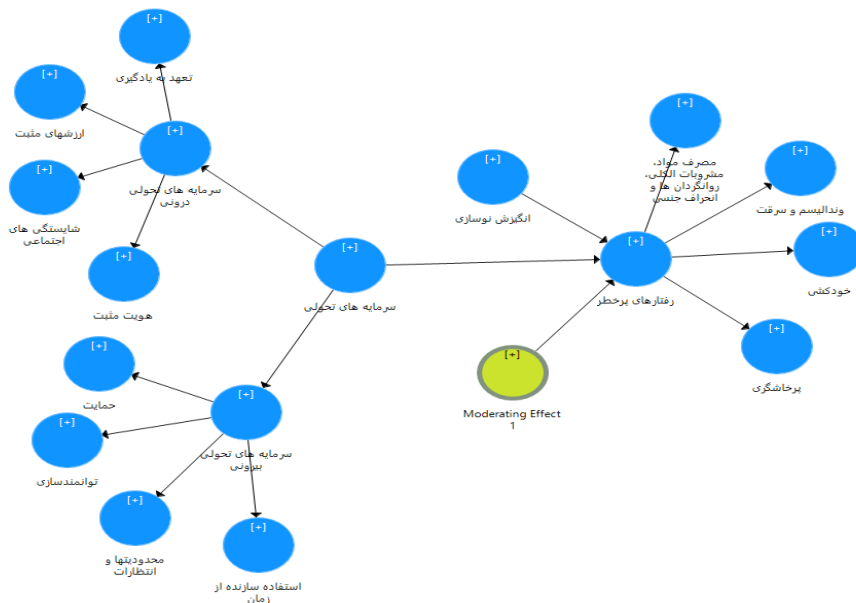 [+]
تعهد به یادگیری
[+]
ارزشهای مثبت
[+]
سرمایه های تحولی
درونی
[+]
شایستگی های
اجتماعی
[+]
هویت مثبت
[+]
سرمایه های تحولی
[+]
حمایت
[+]
توانمندسازی
[+]
سرمایه های تحولی
بیرونی
[+]
محدودیتها و
انتظارات
[+]
استفاده سازنده از
زمان
[+]
انگیزش نوسازی
[+]
Moderating Effect
1
[+]
رفتارهای پرخطر
[+]
مصرف مواد،
مشروبات الکلی،
روانگردان ها و
انحراف جنسی
[+]
وندالیسم و سرقت
[+]
خودکشی
[+]
پرخاشگری